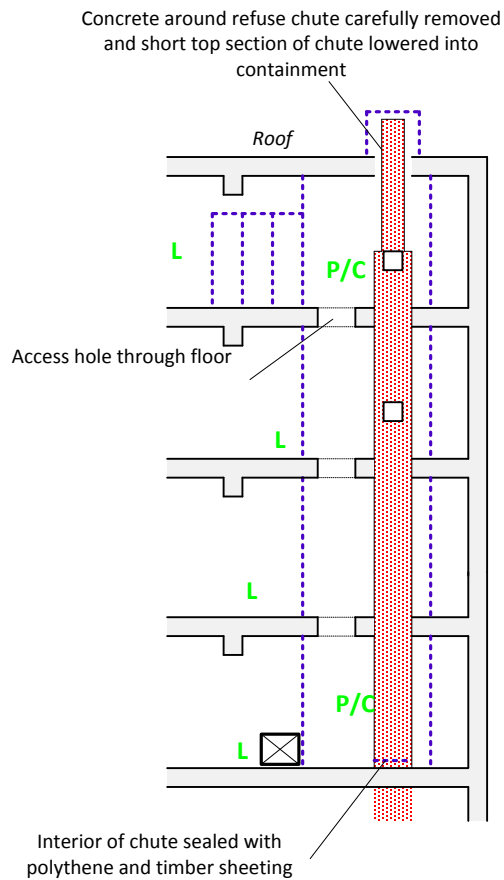 Concrete around refuse chute carefully removed
and short top section of chute lowered into
containment
Roof
L
P/C
Access hole through floor
L
L
P/C
L
Interior of chute sealed with
polythene and timber sheeting